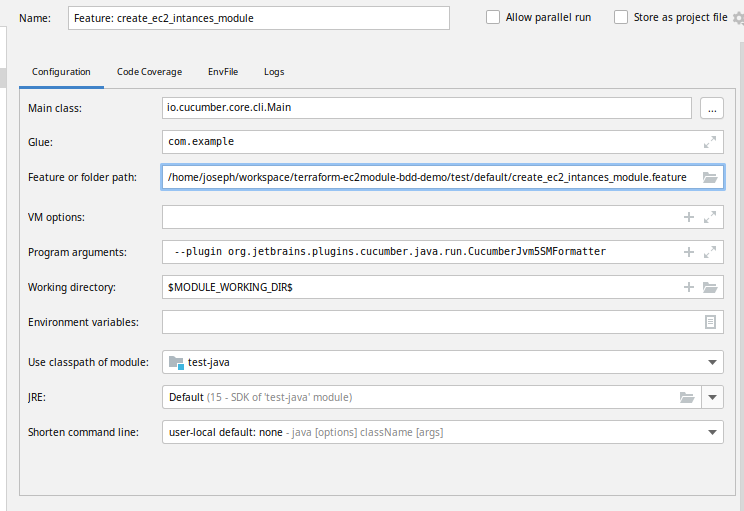 Name: Feature: create_ec2_intances_module Allow parallel run Store as project file
Configuration Code Coverage EnvFile Logs
Main class: io.cucumber.core.cli.Main ...
Glue: com.example
Feature or folder path: /home/joseph/workspace/terraform-ec2module-bdd-demo/test/default/create_ec2_intances_module.feature
VM options:
Program arguments: --plugin org.jetbrains.plugins.cucumber.java.run.CucumberJvm5SMFormatter
Working directory: $MODULE_WORKING_DIR$
Environment variables:
Use classpath of module: test-java
JRE: Default (15 - SDK of 'test-java' module)
Shorten command line: user-local default: none - java [options] className [args]